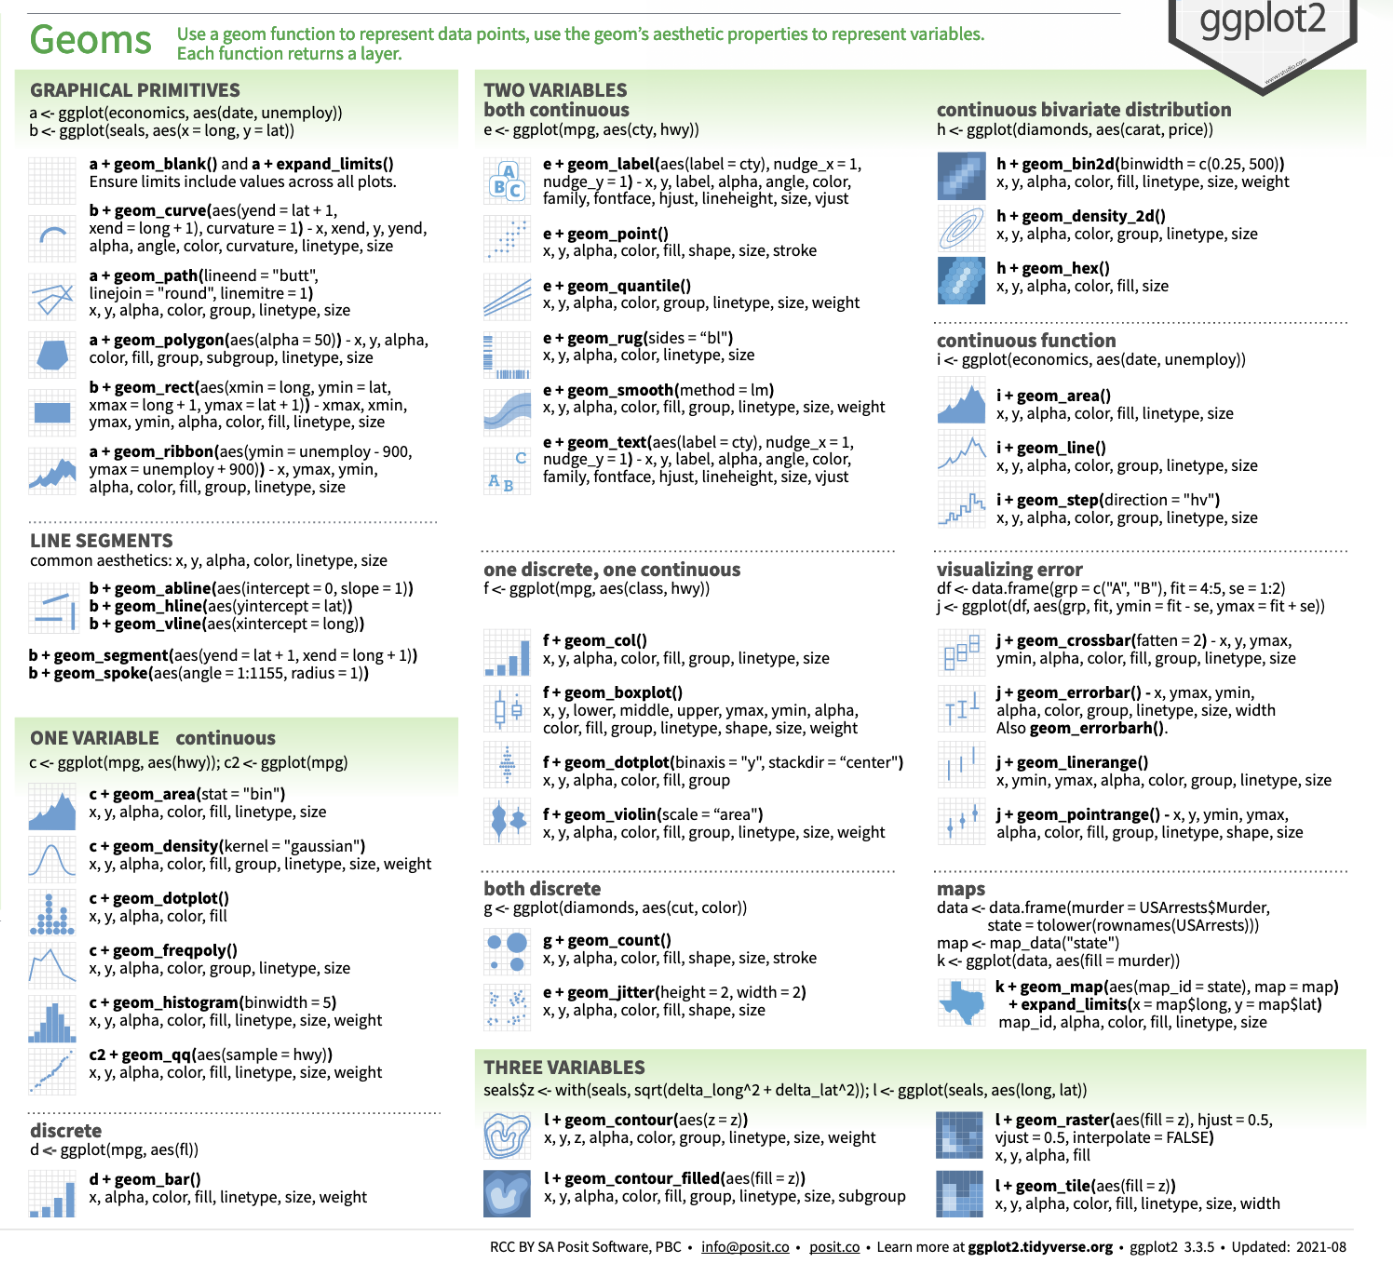 ggplot2
www.rstudio.com
Geoms
Use a geom function to represent data points, use the geom’s aesthetic properties to represent variables.
Each function returns a layer.
GRAPHICAL PRIMITIVES
a <- ggplot(economics, aes(date, unemploy))
b <- ggplot(seals, aes(x = long, y = lat))
a + geom_blank() and a + expand_limits()
Ensure limits include values across all plots.
b + geom_curve(aes(yend = lat + 1,
xend = long + 1), curvature = 1) - x, xend, y, yend,
alpha, angle, color, curvature, linetype, size
a + geom_path(lineend = "butt",
linejoin = "round", linemitre = 1)
x, y, alpha, color, group, linetype, size
a + geom_polygon(aes(alpha = 50)) - x, y, alpha,
color, fill, group, subgroup, linetype, size
b + geom_rect(aes(xmin = long, ymin = lat,
xmax = long + 1, ymax = lat + 1)) - xmax, xmin,
ymax, ymin, alpha, color, fill, linetype, size
a + geom_ribbon(aes(ymin = unemploy - 900,
ymax = unemploy + 900)) - x, ymax, ymin,
alpha, color, fill, group, linetype, size
LINE SEGMENTS
common aesthetics: x, y, alpha, color, linetype, size
b + geom_abline(aes(intercept = 0, slope = 1))
b + geom_hline(aes(yintercept = lat))
b + geom_vline(aes(xintercept = long))
b + geom_segment(aes(yend = lat + 1, xend = long + 1))
b + geom_spoke(aes(angle = 1:1155, radius = 1))
ONE VARIABLE continuous
c <- ggplot(mpg, aes(hwy)); c2 <- ggplot(mpg)
c + geom_area(stat = "bin")
x, y, alpha, color, fill, linetype, size
c + geom_density(kernel = "gaussian")
x, y, alpha, color, fill, group, linetype, size, weight
c + geom_dotplot()
x, y, alpha, color, fill
c + geom_freqpoly()
x, y, alpha, color, group, linetype, size
c + geom_histogram(binwidth = 5)
x, y, alpha, color, fill, linetype, size, weight
c2 + geom_qq(aes(sample = hwy))
x, y, alpha, color, fill, linetype, size, weight
discrete
d <- ggplot(mpg, aes(fl))
d + geom_bar()
x, alpha, color, fill, linetype, size, weight
TWO VARIABLES
both continuous
e <- ggplot(mpg, aes(cty, hwy))
A
B
C
e + geom_label(aes(label = cty), nudge_x = 1,
nudge_y = 1) - x, y, label, alpha, angle, color,
family, fontface, hjust, lineheight, size, vjust
e + geom_point()
x, y, alpha, color, fill, shape, size, stroke
e + geom_quantile()
x, y, alpha, color, group, linetype, size, weight
e + geom_rug(sides = “bl")
x, y, alpha, color, linetype, size
e + geom_smooth(method = lm)
x, y, alpha, color, fill, group, linetype, size, weight
C
A B
e + geom_text(aes(label = cty), nudge_x = 1,
nudge_y = 1) - x, y, label, alpha, angle, color,
family, fontface, hjust, lineheight, size, vjust
one discrete, one continuous
f <- ggplot(mpg, aes(class, hwy))
f + geom_col()
x, y, alpha, color, fill, group, linetype, size
f + geom_boxplot()
x, y, lower, middle, upper, ymax, ymin, alpha,
color, fill, group, linetype, shape, size, weight
f + geom_dotplot(binaxis = "y", stackdir = “center")
x, y, alpha, color, fill, group
f + geom_violin(scale = “area")
x, y, alpha, color, fill, group, linetype, size, weight
both discrete
g <- ggplot(diamonds, aes(cut, color))
g + geom_count()
x, y, alpha, color, fill, shape, size, stroke
e + geom_jitter(height = 2, width = 2)
x, y, alpha, color, fill, shape, size
continuous bivariate distribution
h <- ggplot(diamonds, aes(carat, price))
h + geom_bin2d(binwidth = c(0.25, 500))
x, y, alpha, color, fill, linetype, size, weight
h + geom_density_2d()
x, y, alpha, color, group, linetype, size
h + geom_hex()
x, y, alpha, color, fill, size
continuous function
i <- ggplot(economics, aes(date, unemploy))
i + geom_area()
x, y, alpha, color, fill, linetype, size
i + geom_line()
x, y, alpha, color, group, linetype, size
i + geom_step(direction = "hv")
x, y, alpha, color, group, linetype, size
visualizing error
df <- data.frame(grp = c("A", "B"), fit = 4:5, se = 1:2)
j <- ggplot(df, aes(grp, fit, ymin = fit - se, ymax = fit + se))
j + geom_crossbar(fatten = 2) - x, y, ymax,
ymin, alpha, color, fill, group, linetype, size
j + geom_errorbar() - x, ymax, ymin,
alpha, color, group, linetype, size, width
Also geom_errorbarh().
j + geom_linerange()
x, ymin, ymax, alpha, color, group, linetype, size
j + geom_pointrange() - x, y, ymin, ymax,
alpha, color, fill, group, linetype, shape, size
maps
data <- data.frame(murder = USArrests$Murder,
state = tolower(rownames(USArrests)))
map <- map_data("state")
k <- ggplot(data, aes(fill = murder))
k + geom_map(aes(map_id = state), map = map)
+ expand_limits(x = map$long, y = map$lat)
map_id, alpha, color, fill, linetype, size
THREE VARIABLES
seals$z <- with(seals, sqrt(delta_long^2 + delta_lat^2)); l <- ggplot(seals, aes(long, lat))
l + geom_contour(aes(z = z))
x, y, z, alpha, color, group, linetype, size, weight
l + geom_contour_filled(aes(fill = z))
x, y, alpha, color, fill, group, linetype, size, subgroup
l + geom_raster(aes(fill = z), hjust = 0.5,
vjust = 0.5, interpolate = FALSE)
x, y, alpha, fill
l + geom_tile(aes(fill = z))
x, y, alpha, color, fill, linetype, size, width
RCC BY SA Posit Software, PBC • info@posit.co • posit.co • Learn more at ggplot2.tidyverse.org • ggplot2 3.3.5 • Updated: 2021-08